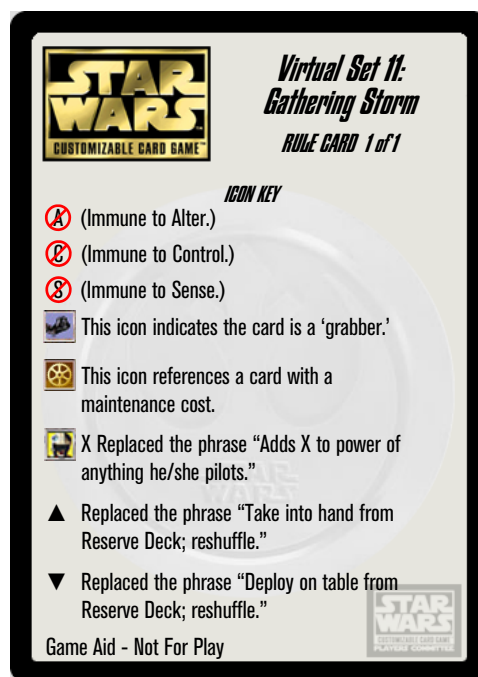 STAR
WARS
CUSTOMIZABLE CARD GAME™
Virtual Set 11:
Gathering Storm
RULE CARD 1 of 1
ICON KEY
A (Immune to Alter.)
C (Immune to Control.)
S (Immune to Sense.)
This icon indicates the card is a ‘grabber.’
This icon references a card with a
maintenance cost.
X Replaced the phrase “Adds X to power of
anything he/she pilots.”
▲ Replaced the phrase “Take into hand from
Reserve Deck; reshuffle.”
▼ Replaced the phrase “Deploy on table from
Reserve Deck; reshuffle.”
STAR
WARS
CUSTOMIZABLE CARD GAME
PLAYERS COMMITTEE
Game Aid - Not For Play
STAR
WARS